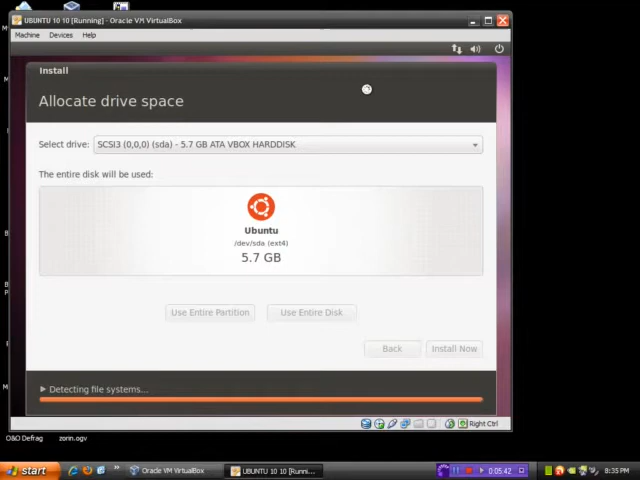 UBUNTU 10 10 [Running] - Oracle VM VirtualBox
Machine Devices Help
Install
Allocate drive space
Select drive: SCSI3 (0,0,0) (sda) - 5.7 GB ATA VBOX HARDDISK
The entire disk will be used:
Ubuntu
/dev/sda (ext4)
5.7 GB
Use Entire Partition Use Entire Disk
Back Install Now
Detecting file systems...
Right Ctrl
O&O Defrag zorin.ogv
start Oracle VM VirtualBox UBUNTU 10 10 [Runni... 0:05:42 8:35 PM